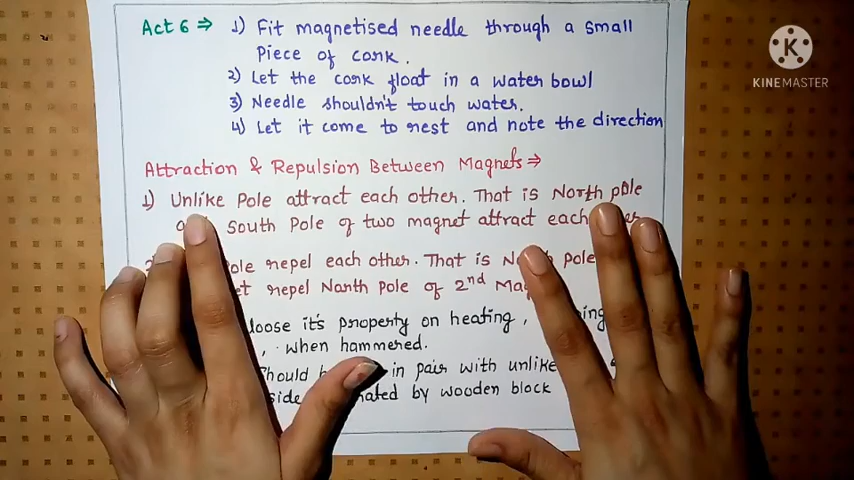 Act 6 ⇒ 1) Fit magnetised needle through a small
Piece of cork.
2) Let the cork float in a water bowl
3) Needle shouldn't touch water.
4) Let it come to rest and note the direction
Attraction & Repulsion Between Magnets ⇒
1) Unlike Pole attract each other. That is North pole
South Pole of two magnet attract each
Pole repel each other. That is Pole
repel North Pole of 2nd
loose it's property on heating,
, when hammered.
Should in pair with unlike
side by wooden block
K
KINEMASTER